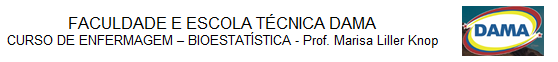 FACULDADE E ESCOLA TÉCNICA DAMA
CURSO DE ENFERMAGEM – BIOESTATÍSTICA - Prof. Marisa Liller Knop
DAMA